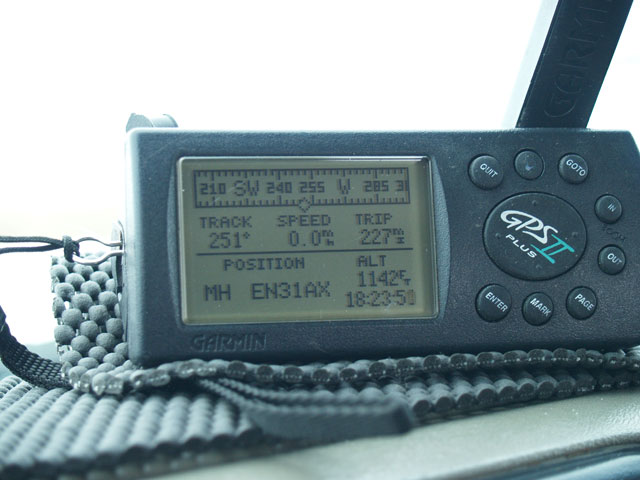 GARMIN
210 SW 240 255 W 285 3
TRACK SPEED TRIP
251° 0.0 227
POSITION ALT
MH EN31AX 1142
18:23:50
GARMIN
QUIT GOTO
IN
GPS II
PLUS
OUT
ENTER MARK PAGE